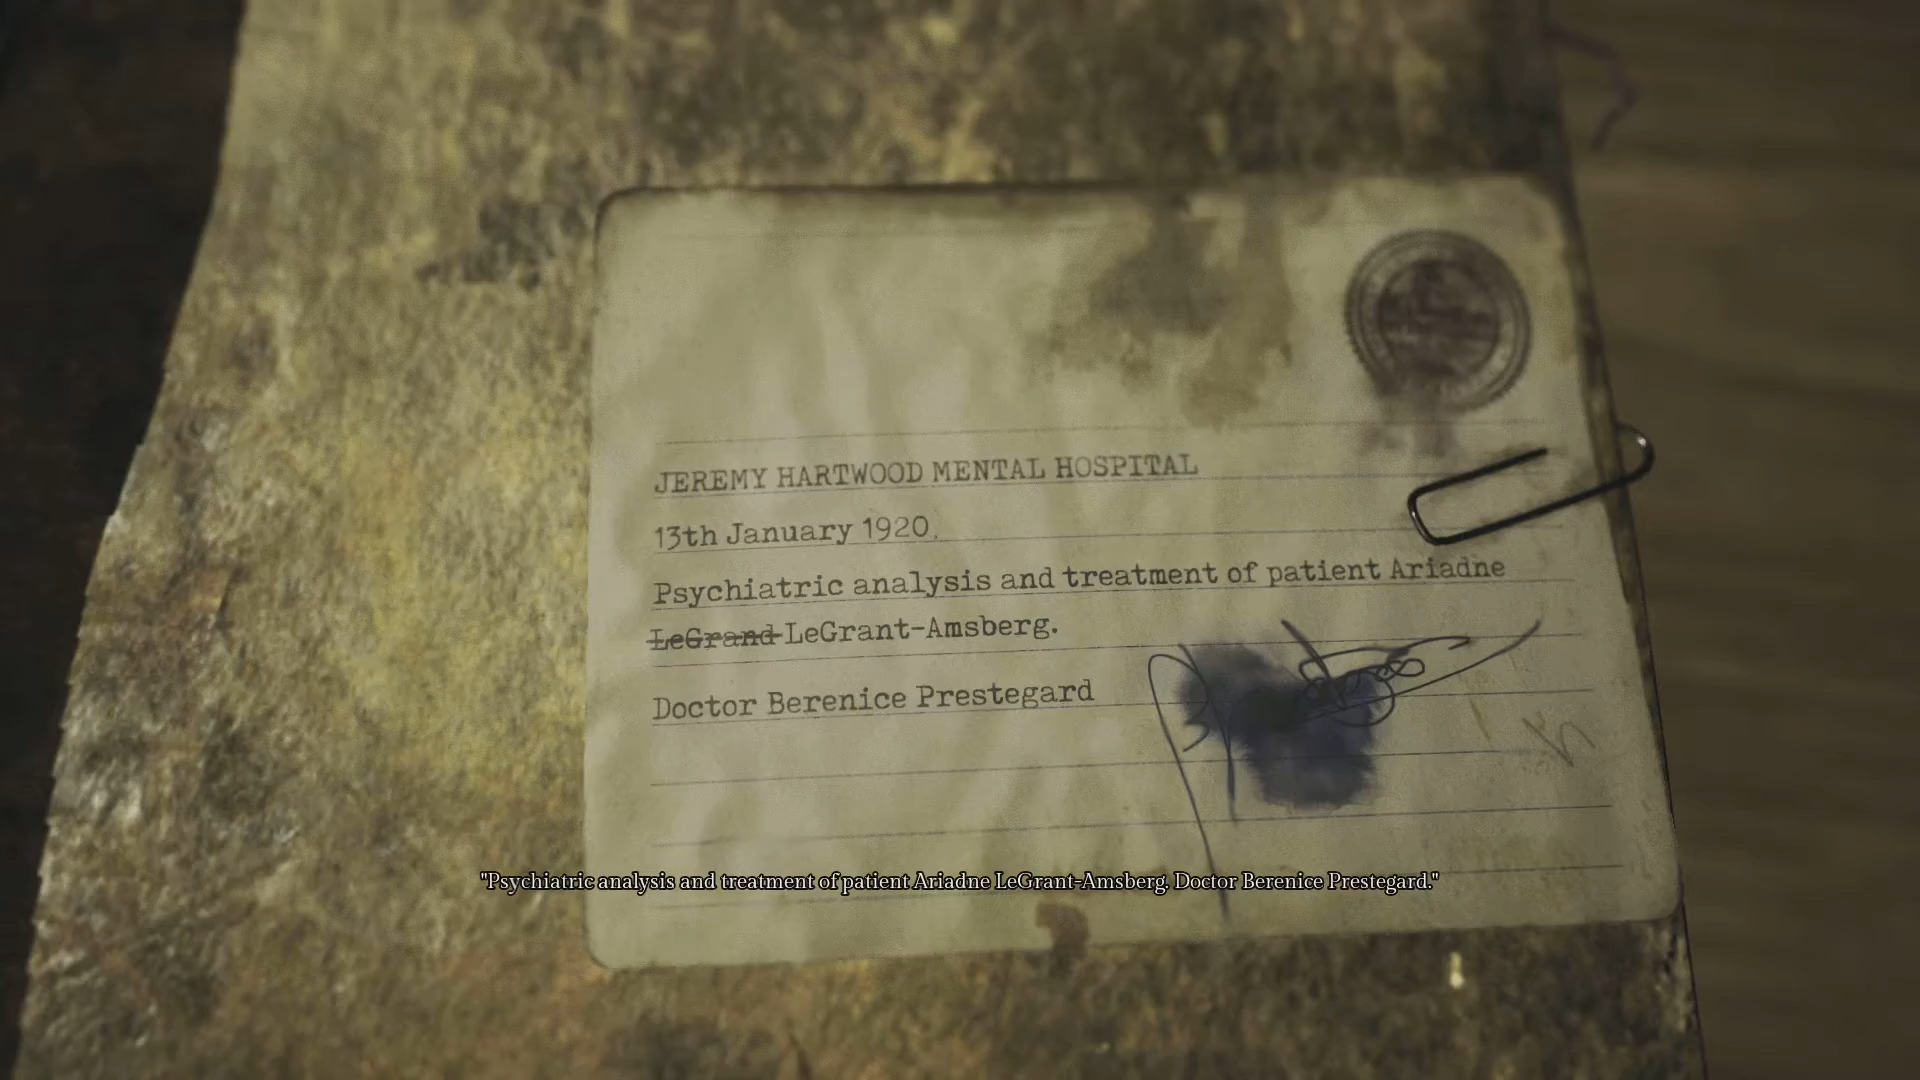 JEREMY HARTWOOD MENTAL HOSPITAL
13th January 1920.
Psychiatric analysis and treatment of patient Ariadne
LeGrand LeGrant-Amsberg.
Doctor Berenice Prestegard
"Psychiatric analysis and treatment of patient Ariadne LeGrant-Amsberg. Doctor Berenice Prestegard."